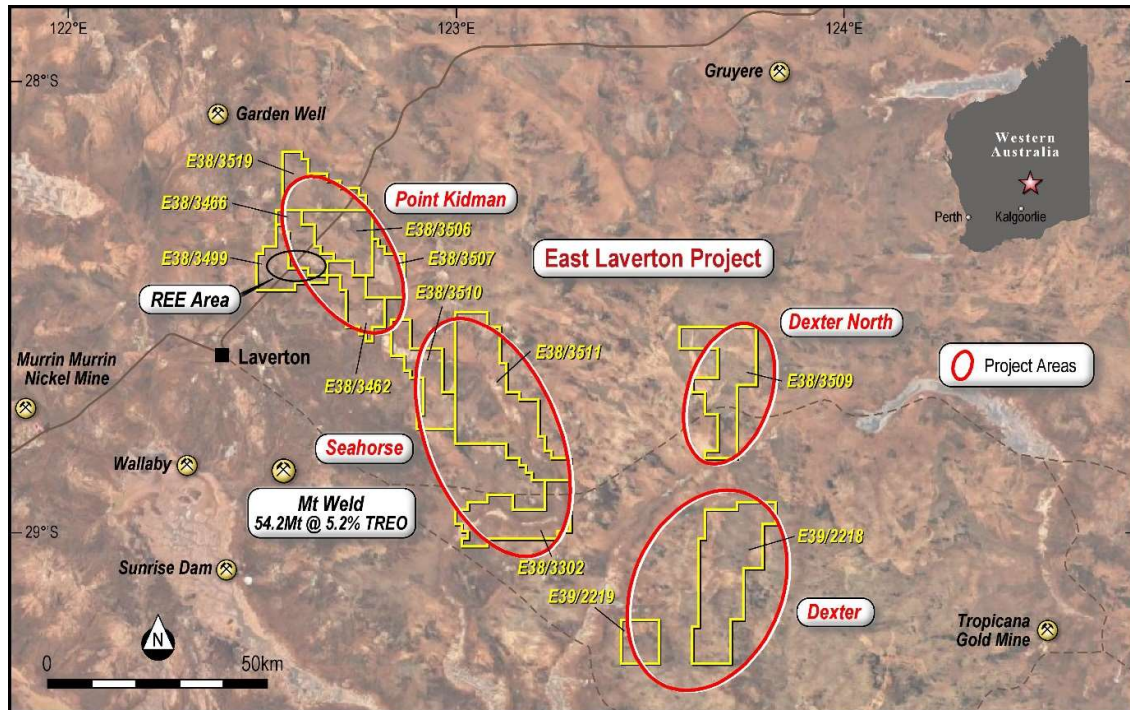 122°E
123°E
124°E
28°S
29°S
Gruyere
Garden Well
Western
Australia
Perth
Kalgoorlie
E38/3519
Point Kidman
E38/3466
E38/3506
E38/3499
E38/3507
East Laverton Project
REE Area
E38/3510
Dexter North
Laverton
E38/3511
Project Areas
Murrin Murrin
Nickel Mine
E38/3462
E38/3509
Seahorse
Wallaby
Mt Weld
54.2Mt @ 5.2% TREO
E39/2218
Sunrise Dam
E38/3302
E39/2219
Dexter
Tropicana
Gold Mine
N
0
50km